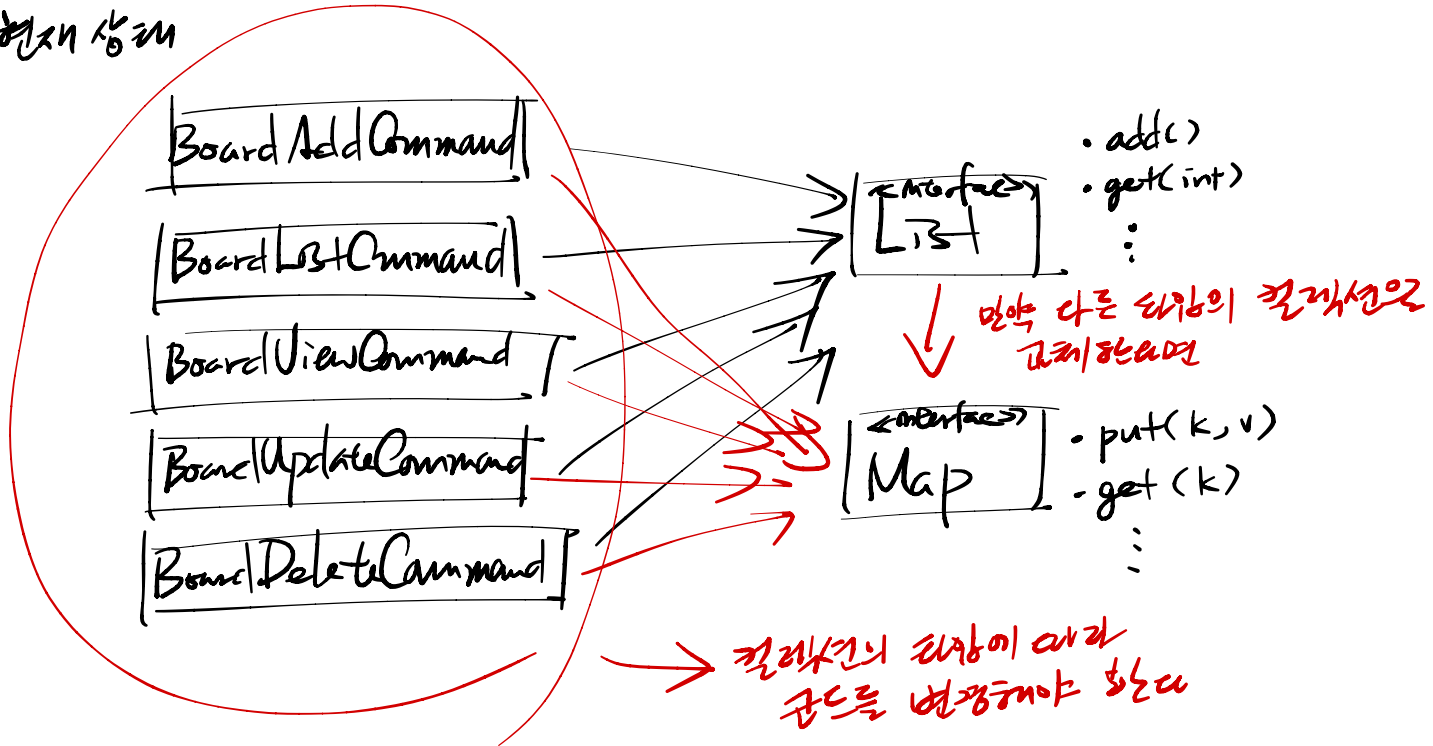 현재 상태
BoardAddCommand
BoardListCommand
BoardViewCommand
BoardUpdateCommand
BoardDeleteCommand
<<interface>>
List
• add()
• get(int)
⋮
만약 다른 타입의 컬렉션으로
교체한다면
<<interface>>
Map
• put(k, v)
• get(k)
⋮
컬렉션의 타입에 따라
코드를 변경해야 한다